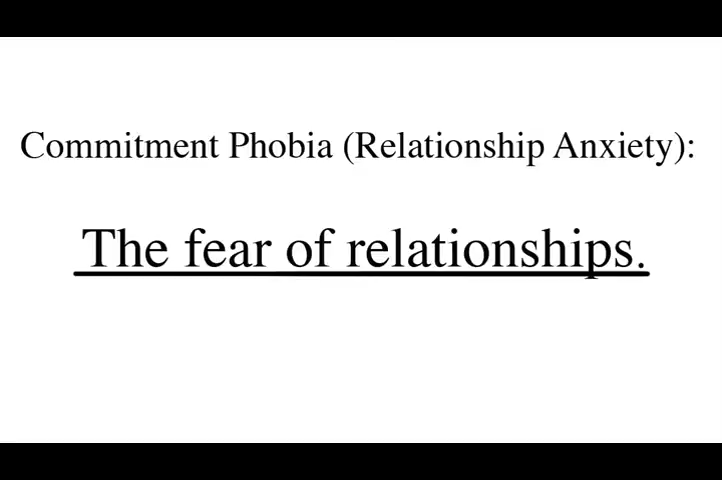 Commitment Phobia (Relationship Anxiety):
The fear of relationships.